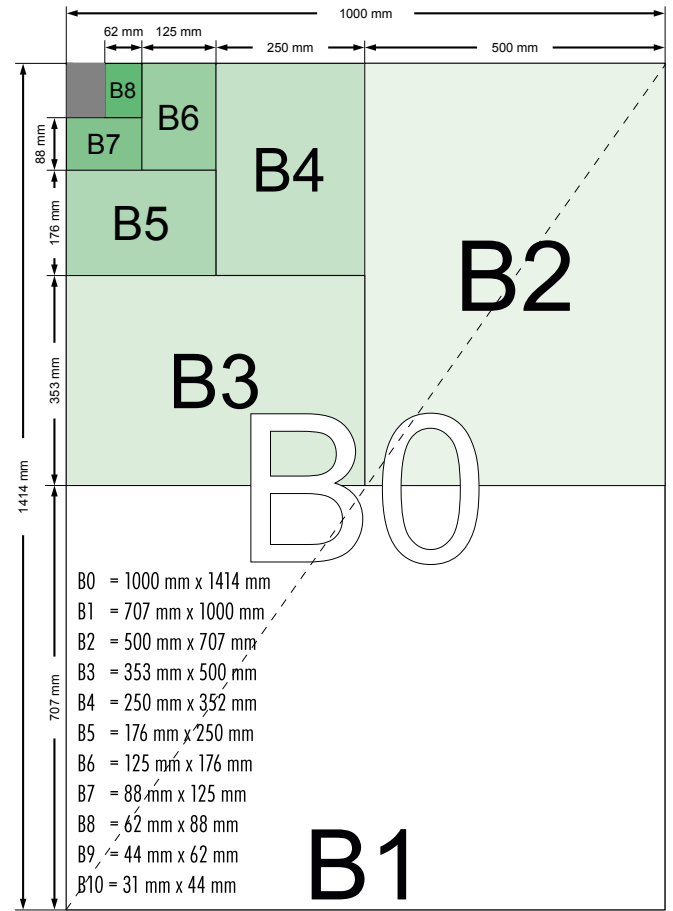 1000 mm
62 mm 125 mm 250 mm 500 mm
B8
B6
B7
88 mm
B4
B5
176 mm
B2
B3
353 mm
B0
1414 mm
B0 = 1000 mm x 1414 mm
B1 = 707 mm x 1000 mm
B2 = 500 mm x 707 mm
B3 = 353 mm x 500 mm
B4 = 250 mm x 352 mm
B5 = 176 mm x 250 mm
B6 = 125 mm x 176 mm
B7 = 88 mm x 125 mm
B8 = 62 mm x 88 mm
B9 = 44 mm x 62 mm
B10 = 31 mm x 44 mm
707 mm
B1